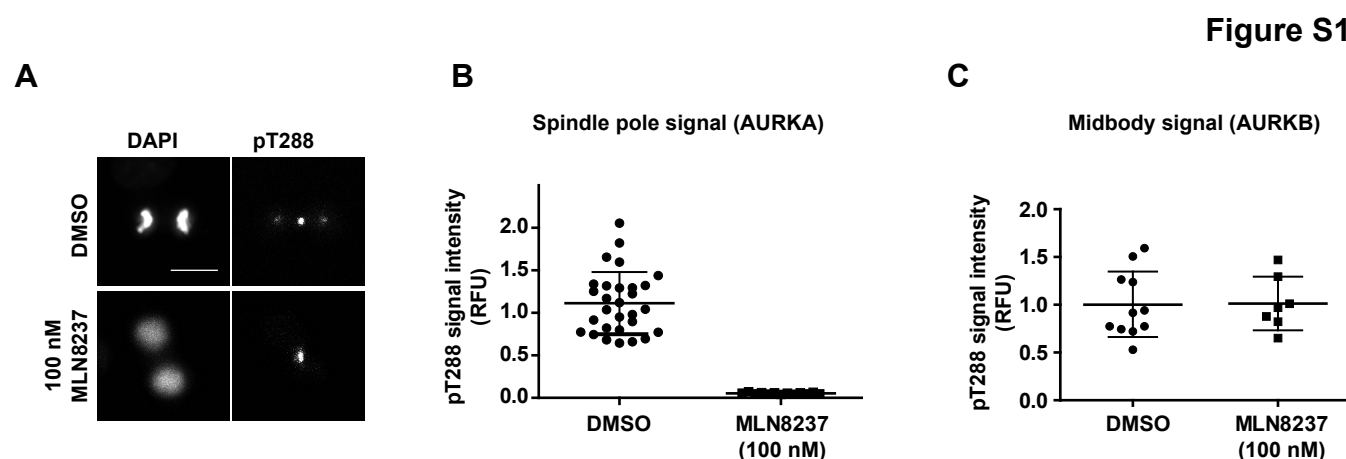 Figure S1
A
DAPI
pT288
DMSO
100 nM
MLN8237
B
Spindle pole signal (AURKA)
pT288 signal intensity
(RFU)
2.0
1.5
1.0
0.5
0.0
DMSO
MLN8237
(100 nM)
C
Midbody signal (AURKB)
pT288 signal intensity
(RFU)
2.0
1.5
1.0
0.5
0.0
DMSO
MLN8237
(100 nM)